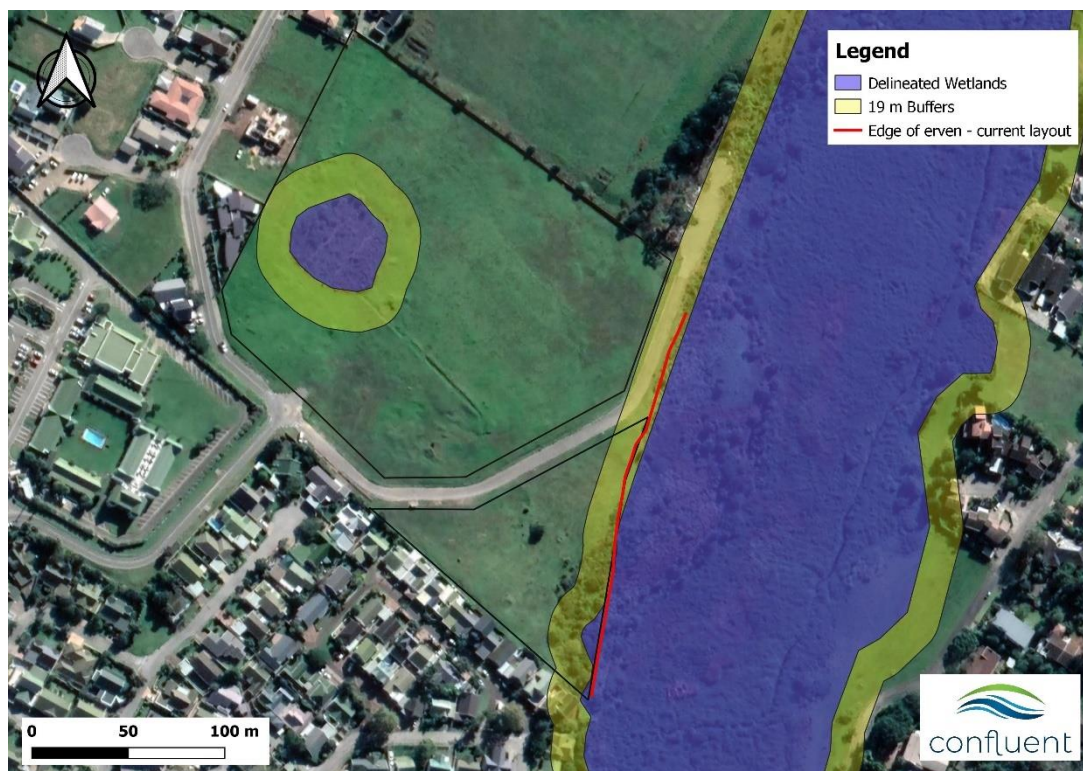 Legend
Delineated Wetlands
19 m Buffers
Edge of erven - current layout
0 50 100 m
confluent